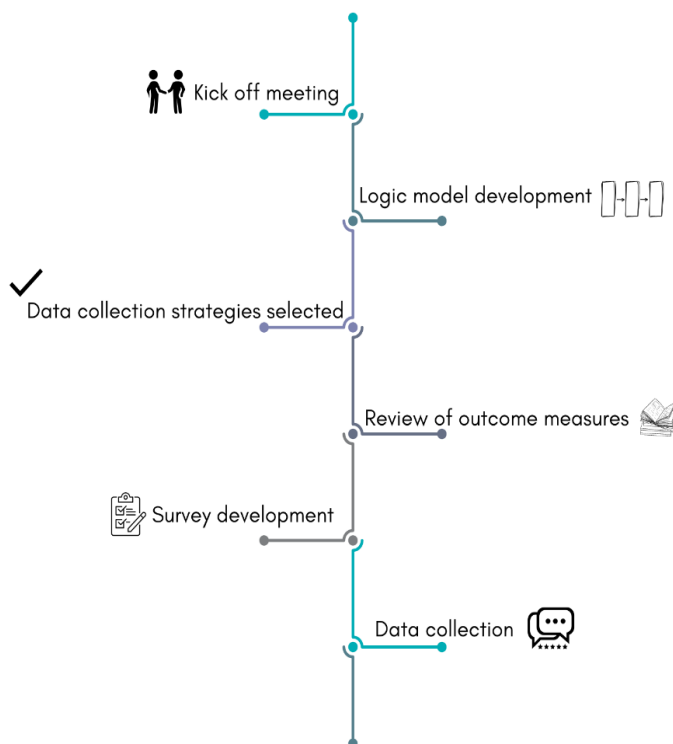 Kick off meeting
Logic model development
Data collection strategies selected
Review of outcome measures
Survey development
Data collection